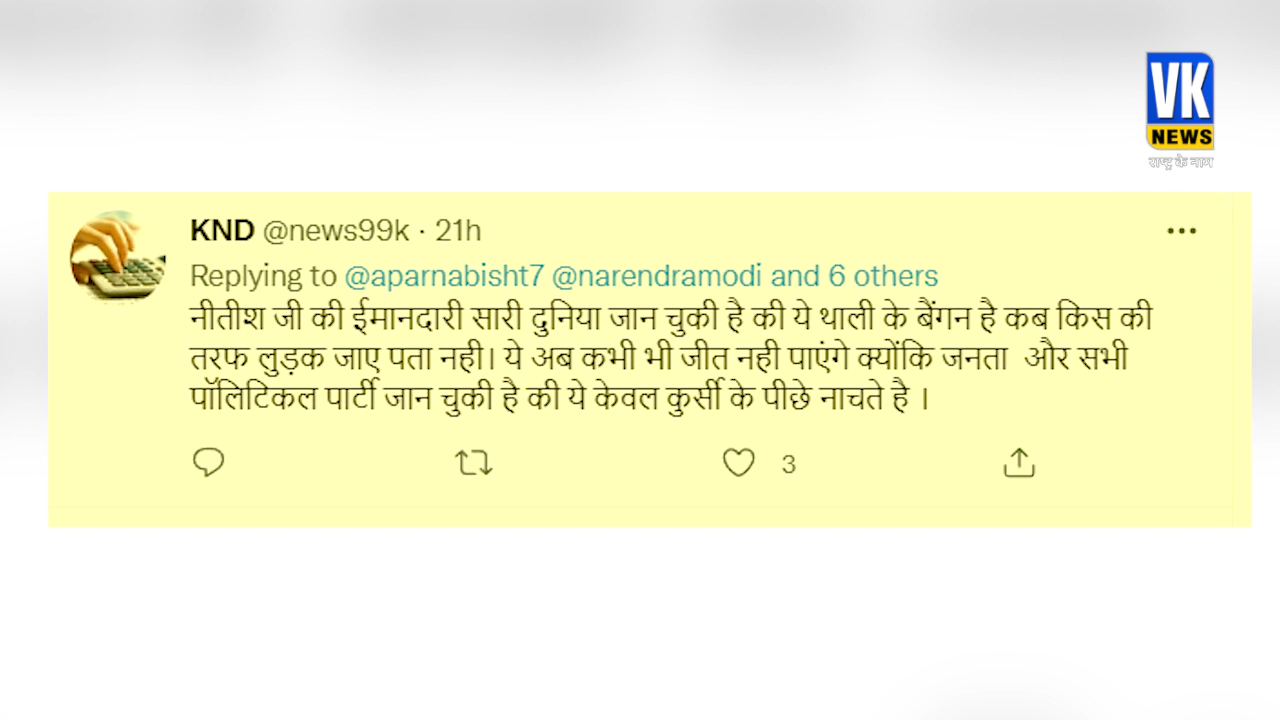 VK
NEWS
राष्ट्र के नाम
KND @news99k · 21h
Replying to @aparnabisht7 @narendramodi and 6 others
नीतीश जी की ईमानदारी सारी दुनिया जान चुकी है की ये थाली के बैंगन है कब किस की
तरफ लुड़क जाए पता नही। ये अब कभी भी जीत नही पाएंगे क्योंकि जनता और सभी
पॉलिटिकल पार्टी जान चुकी है की ये केवल कुर्सी के पीछे नाचते है ।
3